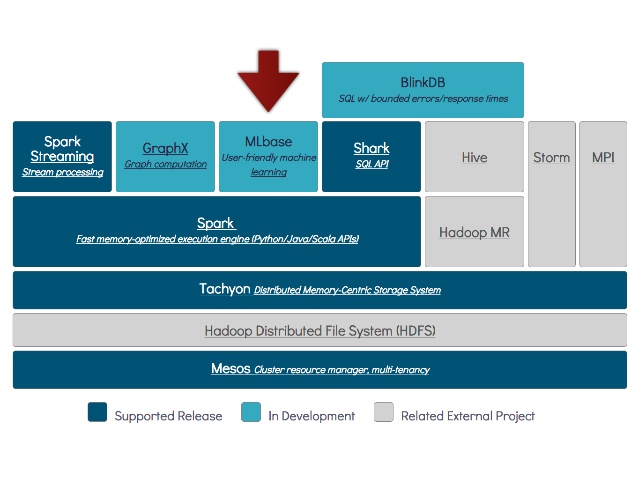 BlinkDB
SQL w/ bounded errors/response times
Spark
Streaming
Stream processing
GraphX
Graph computation
MLbase
User-friendly machine
learning
Shark
SQL API
Hive
Storm
MPI
Spark
Fast memory-optimized execution engine (Python/Java/Scala APIs)
Hadoop MR
Tachyon Distributed Memory-Centric Storage System
Hadoop Distributed File System (HDFS)
Mesos Cluster resource manager, multi-tenancy
Supported Release
In Development
Related External Project